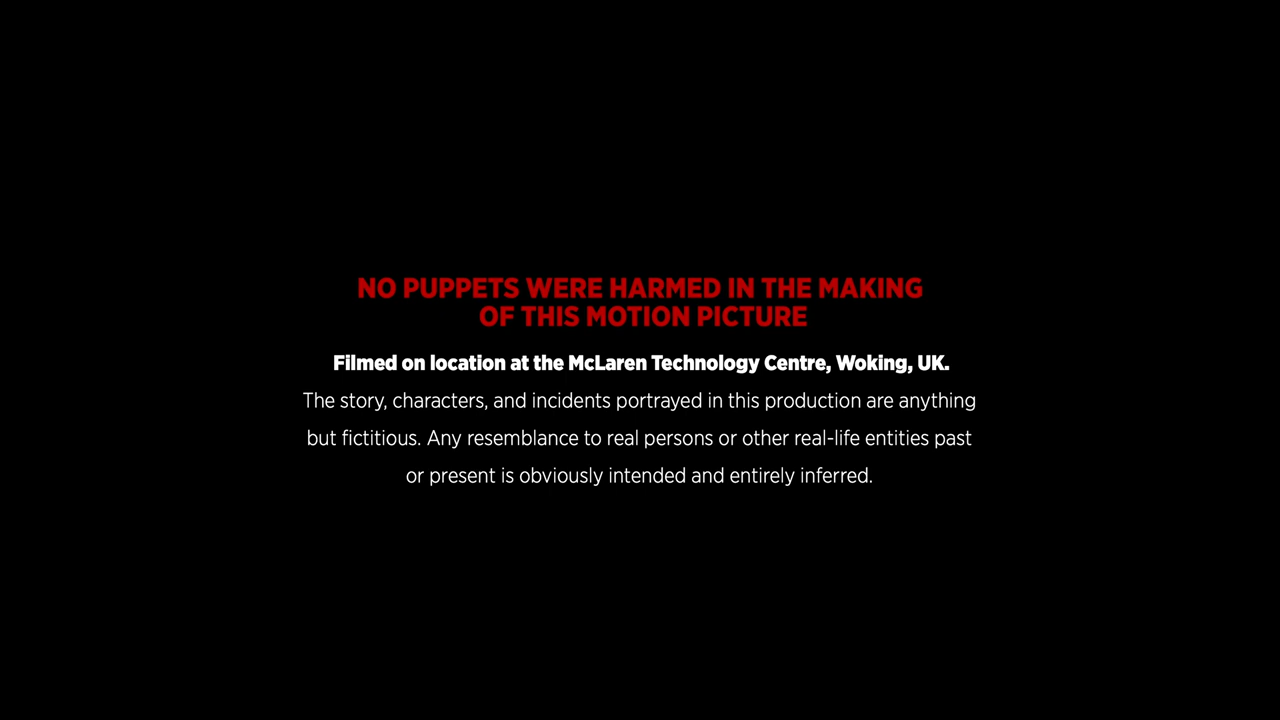 NO PUPPETS WERE HARMED IN THE MAKING
OF THIS MOTION PICTURE
Filmed on location at the McLaren Technology Centre, Woking, UK.
The story, characters, and incidents portrayed in this production are anything
but fictitious. Any resemblance to real persons or other real-life entities past
or present is obviously intended and entirely inferred.